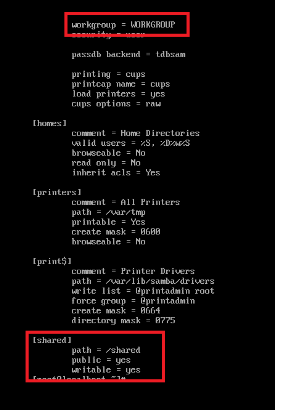 workgroup = WORKGROUP
security = user
passdb backend = tdbsam
printing = cups
printcap name = cups
load printers = yes
cups options = raw
[homes]
comment = Home Directories
valid users = %S, %D%w%S
browseable = No
read only = No
inherit acls = Yes
[printers]
comment = All Printers
path = /var/tmp
printable = Yes
create mask = 0600
browseable = No
[print$]
comment = Printer Drivers
path = /var/lib/samba/drivers
write list = @printadmin root
force group = @printadmin
create mask = 0664
directory mask = 0775
[shared]
path = /shared
public = yes
writable = yes
[root@localhost ~]#